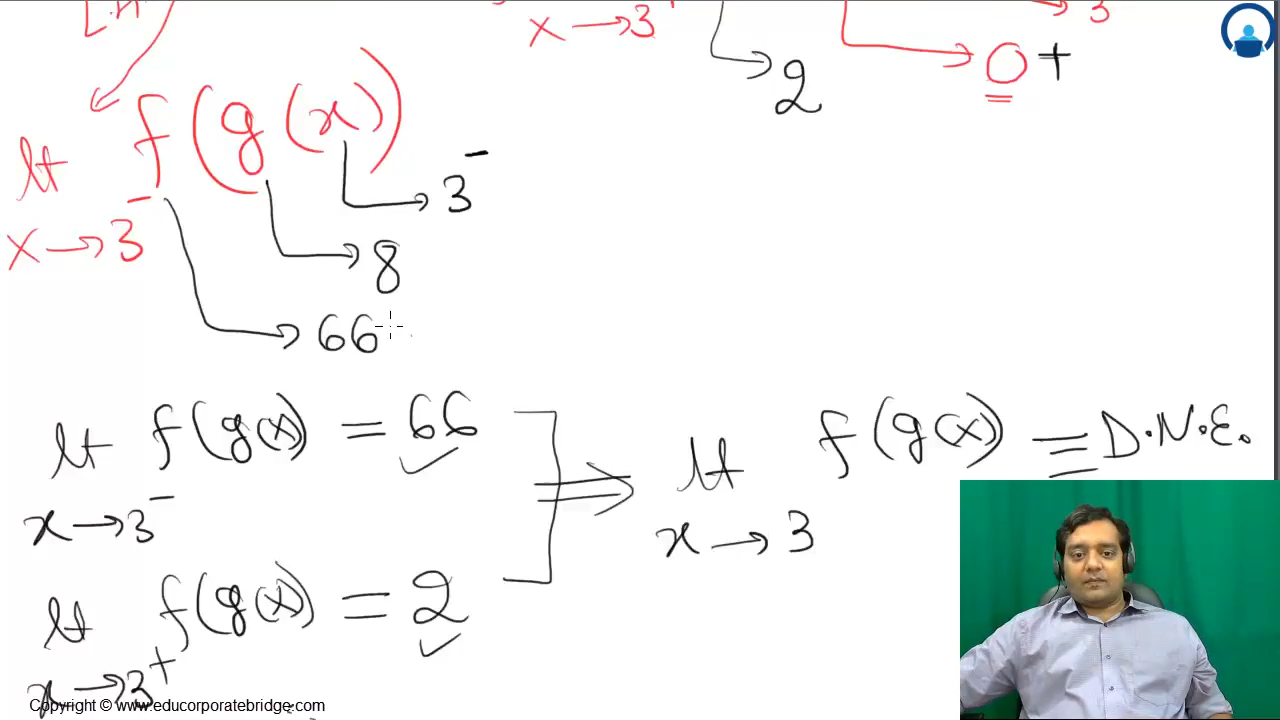 L.H
x → 3 → 3
→ 2 → 0 +
lt f(g(x))
x → 3⁻ → 3⁻
→ 8
→ 66
lt f(g(x)) = 66
x → 3⁻
lt f(g(x)) = D.N.E.
x → 3
lt f(g(x)) = 2
x → 3⁺
Copyright © www.educorporatebridge.com